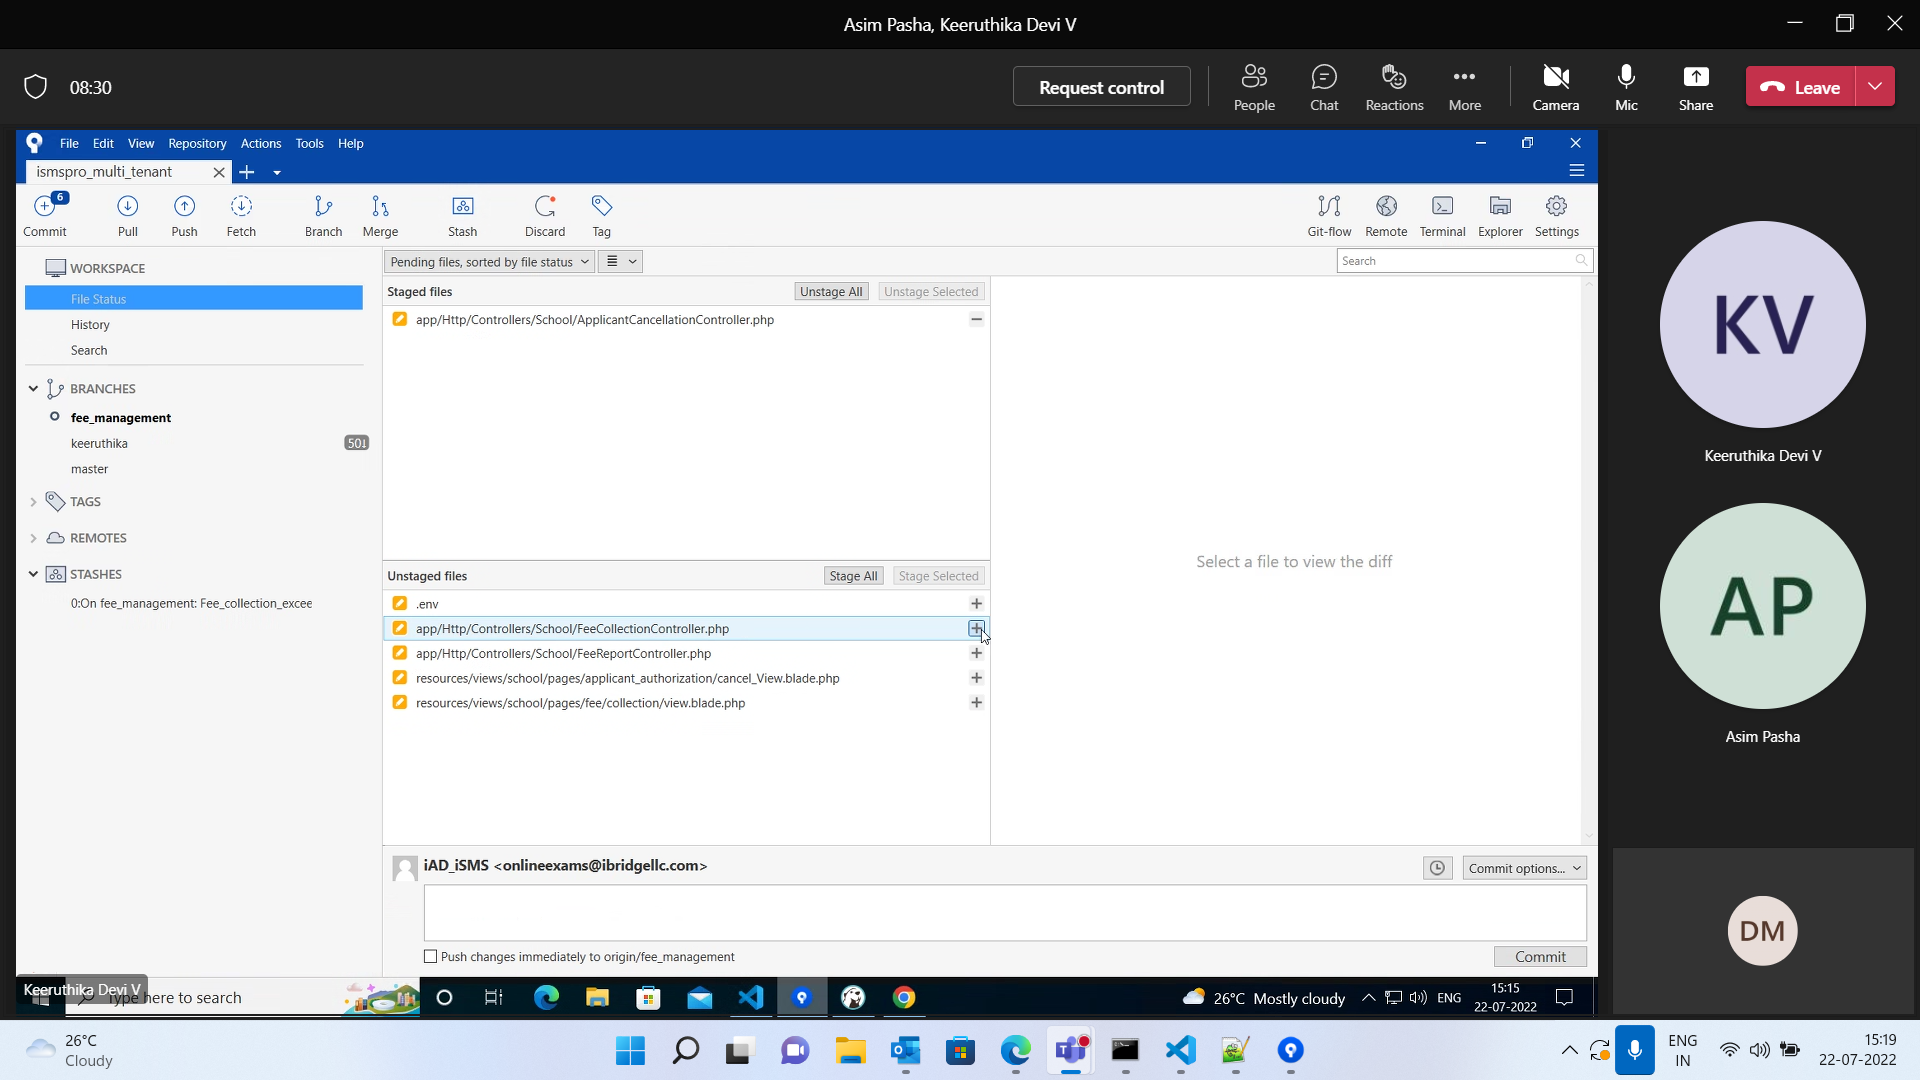 Asim Pasha, Keeruthika Devi V
08:30
Request control
People
Chat
Reactions
More
Camera
Mic
Share
Leave
File Edit View Repository Actions Tools Help
ismspro_multi_tenant
6
Commit
Pull
Push
Fetch
Branch
Merge
Stash
Discard
Tag
Git-flow
Remote
Terminal
Explorer
Settings
WORKSPACE
File Status
History
Search
BRANCHES
fee_management
keeruthika
50↓
master
TAGS
REMOTES
STASHES
0:On fee_management: Fee_collection_excee
Pending files, sorted by file status
Search
Staged files
Unstage All
Unstage Selected
app/Http/Controllers/School/ApplicantCancellationController.php
Unstaged files
Stage All
Stage Selected
.env
app/Http/Controllers/School/FeeCollectionController.php
app/Http/Controllers/School/FeeReportController.php
resources/views/school/pages/applicant_authorization/cancel_View.blade.php
resources/views/school/pages/fee/collection/view.blade.php
Select a file to view the diff
iAD_iSMS <onlineexams@ibridgellc.com>
Commit options...
Push changes immediately to origin/fee_management
Commit
KV
Keeruthika Devi V
AP
Asim Pasha
DM
Keeruthika Devi V
here to search
26°C Mostly cloudy
ENG
15:15
22-07-2022
26°C
Cloudy
ENG
IN
15:19
22-07-2022